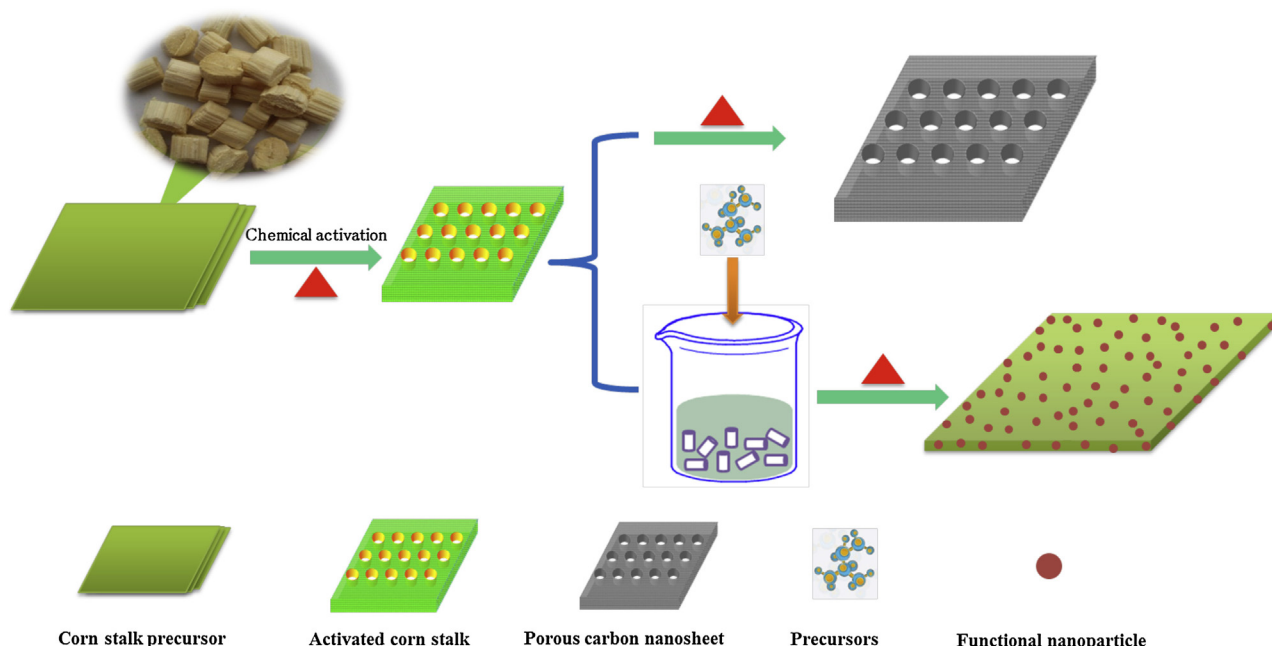 Chemical activation
Corn stalk precursor
Activated corn stalk
Porous carbon nanosheet
Precursors
Functional nanoparticle